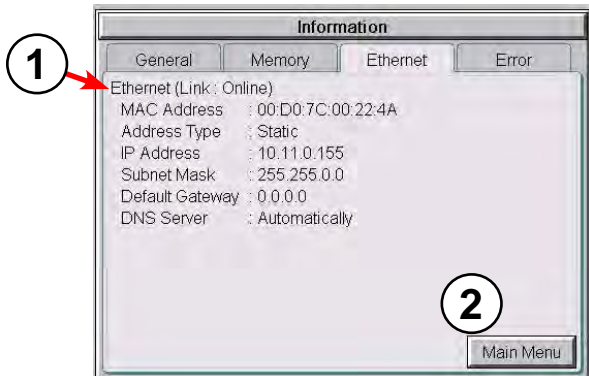 Information
General Memory Ethernet Error
1
Ethernet (Link : Online)
MAC Address : 00:D0:7C:00:22:4A
Address Type : Static
IP Address : 10.11.0.155
Subnet Mask : 255.255.0.0
Default Gateway : 0.0.0.0
DNS Server : Automatically
2
Main Menu